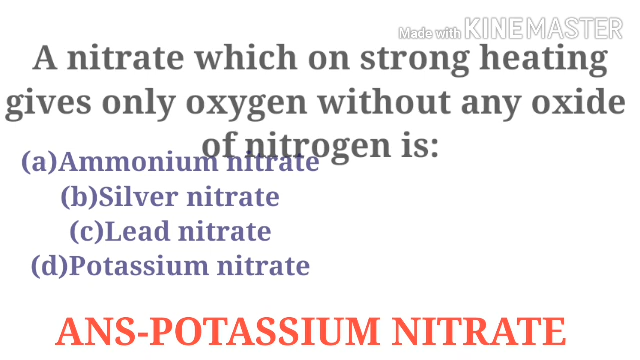 Made with KINEMASTER
A nitrate which on strong heating
gives only oxygen without any oxide
of nitrogen is:
(a)Ammonium nitrate
(b)Silver nitrate
(c)Lead nitrate
(d)Potassium nitrate
ANS-POTASSIUM NITRATE